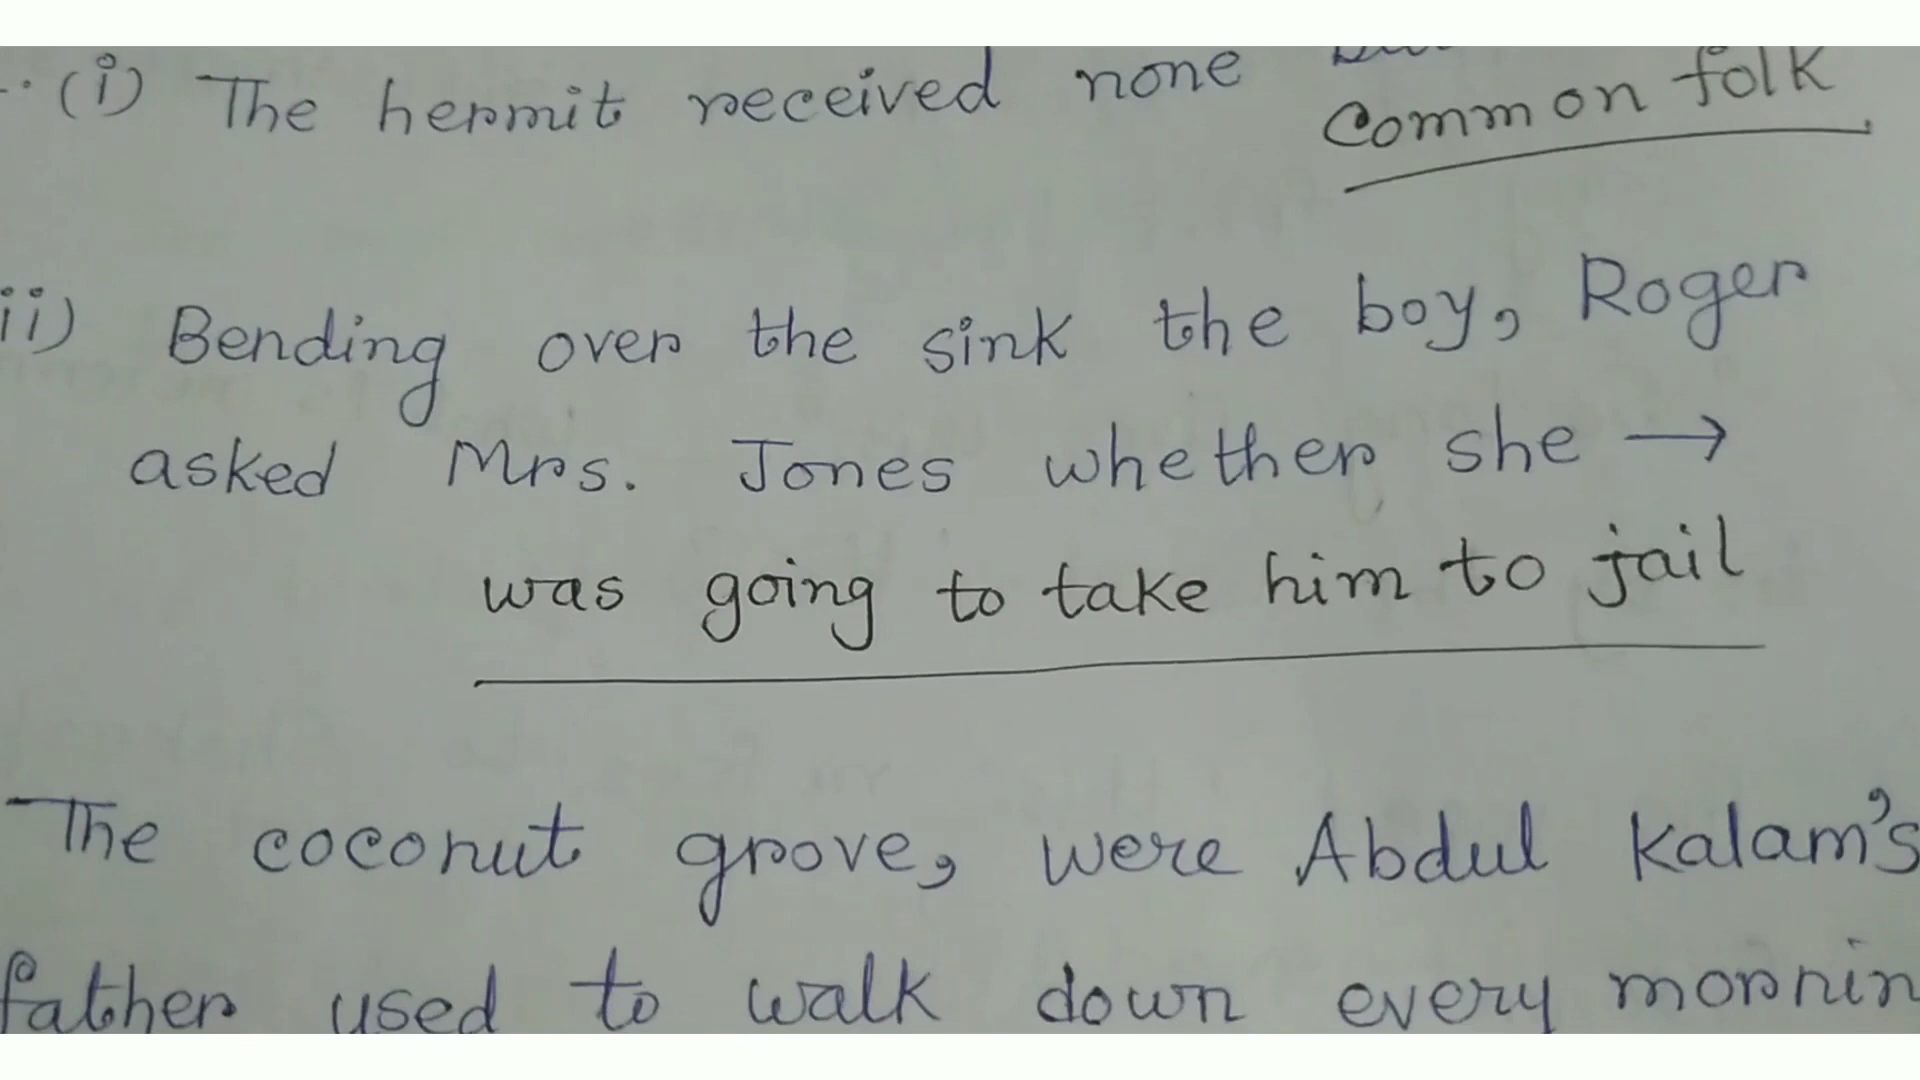 (i) The hermit received none
common folk
ii) Bending over the sink the boy, Roger
asked Mrs. Jones whether she →
was going to take him to jail
The coconut grove, were Abdul Kalam's
father used to walk down every mornin